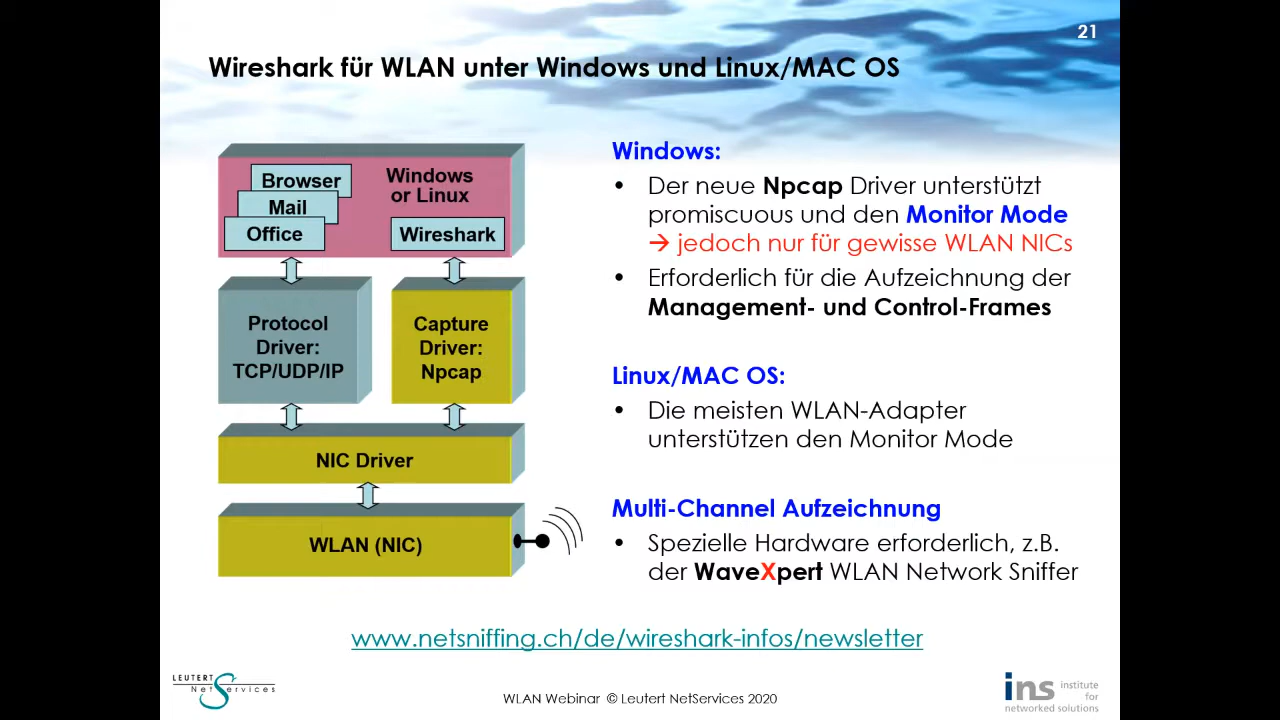 21
Wireshark für WLAN unter Windows und Linux/MAC OS
Browser
Mail
Office
Windows
or Linux
Wireshark
Protocol
Driver:
TCP/UDP/IP
Capture
Driver:
Npcap
NIC Driver
WLAN (NIC)
Windows:
• Der neue Npcap Driver unterstützt
promiscuous und den Monitor Mode
→ jedoch nur für gewisse WLAN NICs
• Erforderlich für die Aufzeichnung der
Management- und Control-Frames
Linux/MAC OS:
• Die meisten WLAN-Adapter
unterstützen den Monitor Mode
Multi-Channel Aufzeichnung
• Spezielle Hardware erforderlich, z.B.
der WaveXpert WLAN Network Sniffer
www.netsniffing.ch/de/wireshark-infos/newsletter
LEUTERT
NetServices
WLAN Webinar © Leutert NetServices 2020
ins institute
for
networked solutions